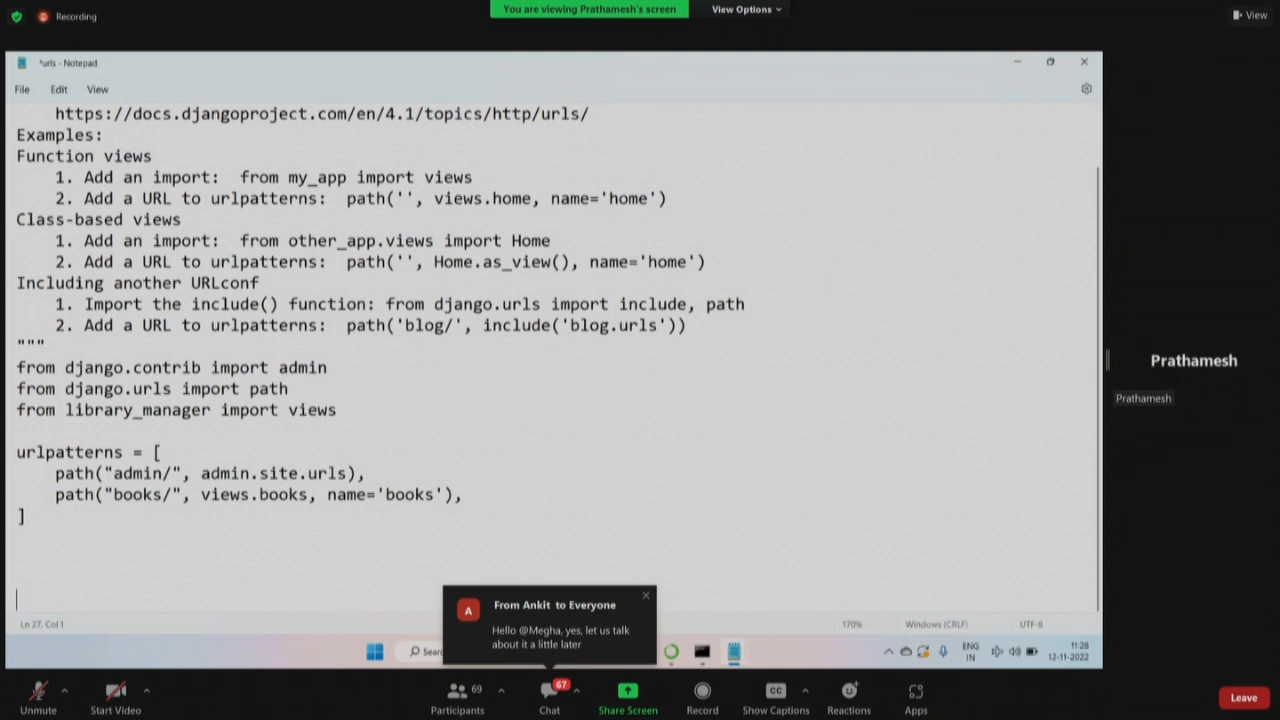 Recording
You are viewing Prathamesh's screen
View Options
View
*urls - Notepad
File Edit View
https://docs.djangoproject.com/en/4.1/topics/http/urls/
Examples:
Function views
    1. Add an import:  from my_app import views
    2. Add a URL to urlpatterns:  path('', views.home, name='home')
Class-based views
    1. Add an import:  from other_app.views import Home
    2. Add a URL to urlpatterns:  path('', Home.as_view(), name='home')
Including another URLconf
    1. Import the include() function: from django.urls import include, path
    2. Add a URL to urlpatterns:  path('blog/', include('blog.urls'))
"""
from django.contrib import admin
from django.urls import path
from library_manager import views
urlpatterns = [
    path("admin/", admin.site.urls),
    path("books/", views.books, name='books'),
]
Prathamesh
Prathamesh
A
From Ankit to Everyone
Hello @Megha, yes, let us talk
about it a little later
Ln 27, Col 1
170%
Windows (CRLF)
UTF-8
Sear
ENG
IN
11:28
12-11-2022
Unmute
Start Video
69
Participants
67
Chat
Share Screen
Record
CC
Show Captions
Reactions
Apps
Leave